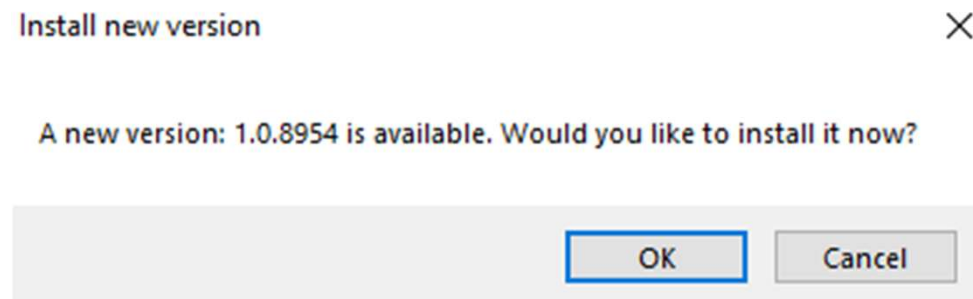 Install new version
A new version: 1.0.8954 is available. Would you like to install it now?
OK
Cancel